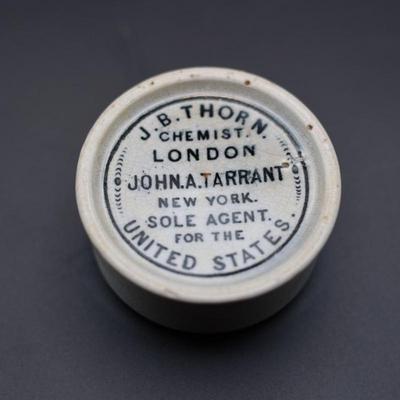 J.B.THORN.
CHEMIST.
LONDON
JOHN.A.TARRANT
NEW YORK.
SOLE AGENT.
FOR THE
UNITED STATES.